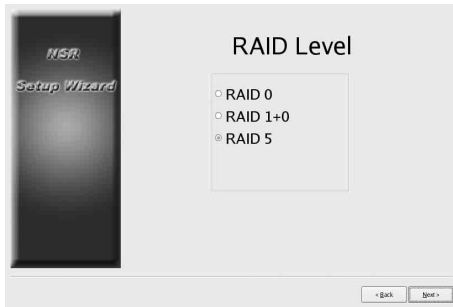 NSR
Setup Wizard
RAID Level
RAID 0
RAID 1+0
RAID 5
< Back
Next >